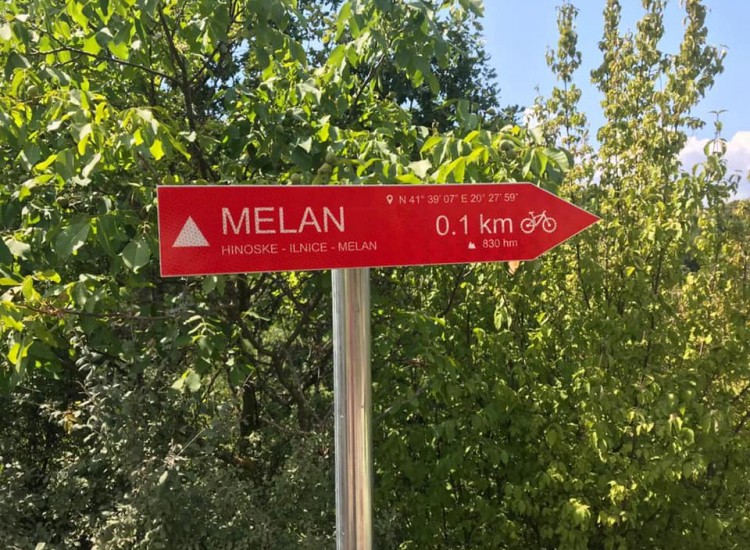 MELAN
HINOSKE - ILNICE - MELAN
N 41° 39' 07" E 20° 27' 59"
0.1 km
830 hm